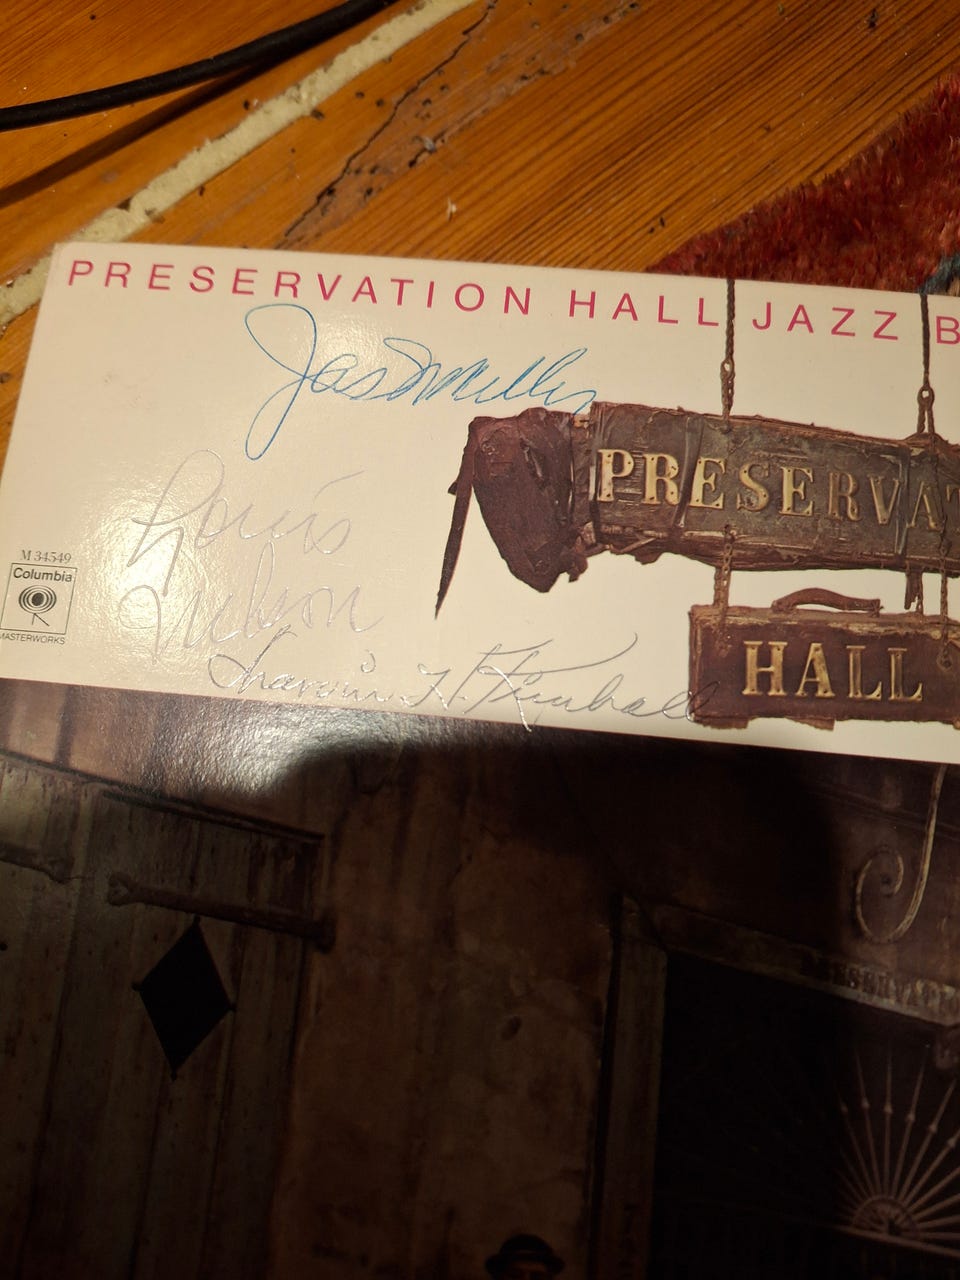 PRESERVATION HALL JAZZ B
Jas E Miller
PRESERVAT
Louis
M 34549
Columbia
Nelson
MASTERWORKS
HALL
Narvin H. Kimball